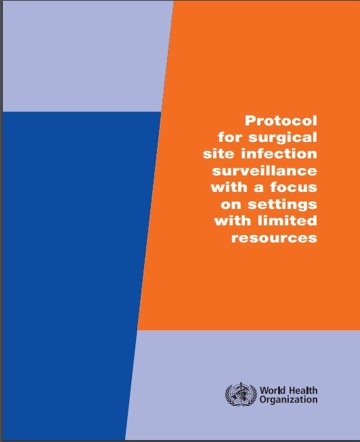 Protocol
for surgical
site infection
surveillance
with a focus
on settings
with limited
resources
World Health
Organization